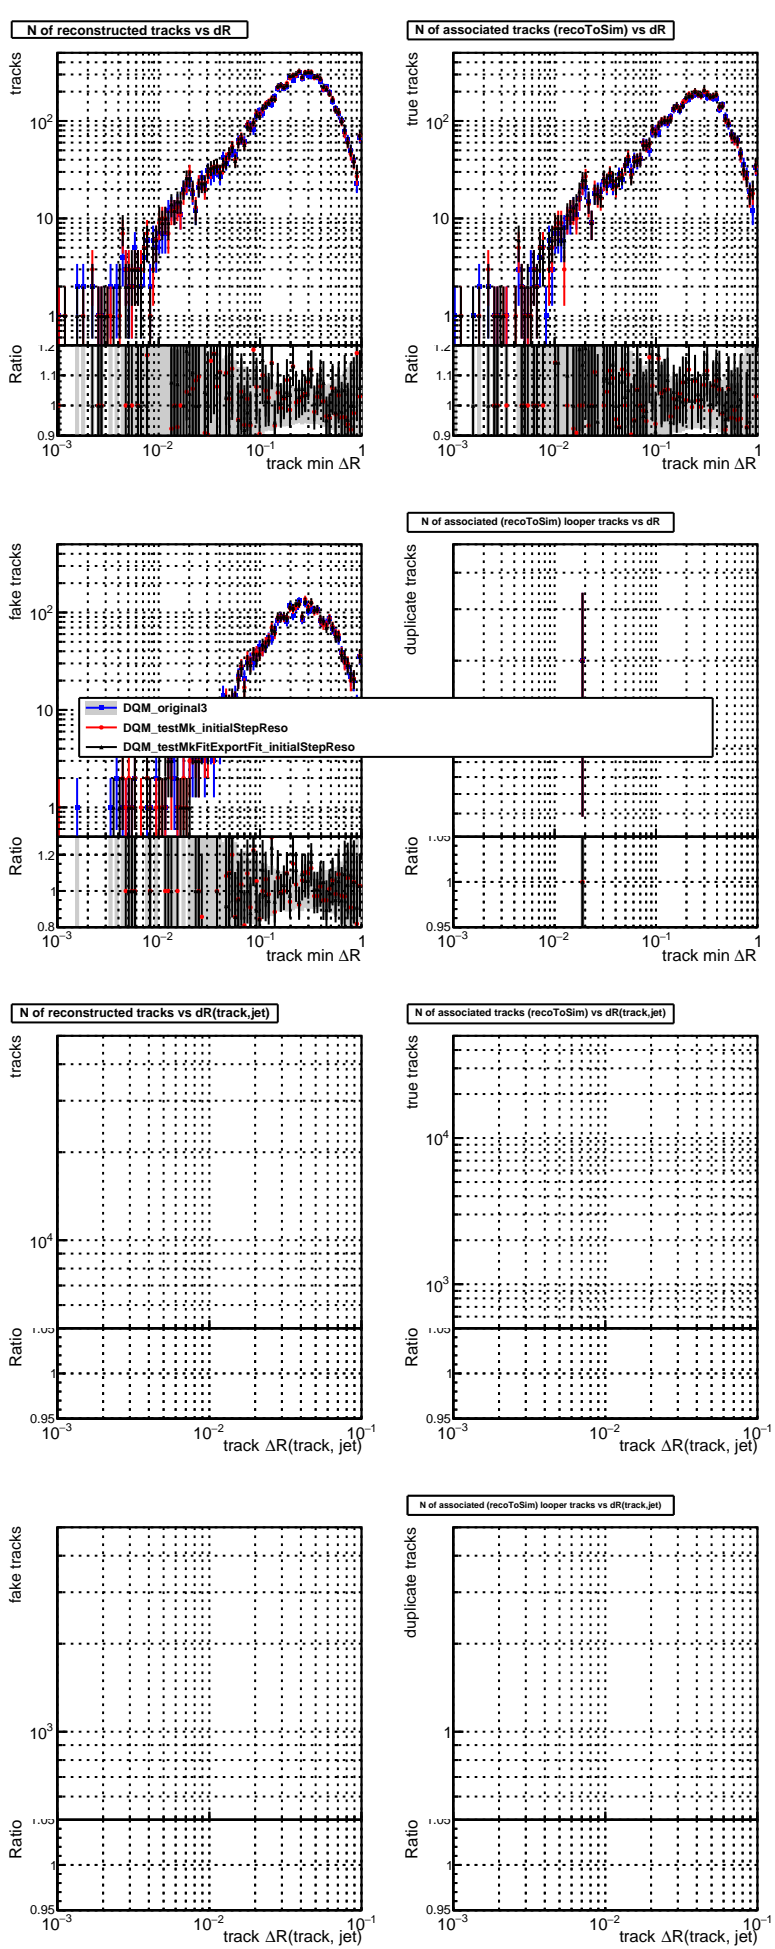 N of reconstructed tracks vs dR
tracks
10²
10
1
Ratio
1.2
1.1
1
0.9
10⁻³
10⁻²
10⁻¹
1
track min ΔR
N of associated tracks (recoToSim) vs dR
true tracks
10²
10
1
Ratio
1.2
1.1
1
0.9
10⁻³
10⁻²
10⁻¹
1
track min ΔR
fake tracks
10²
10
1
Ratio
1.2
1
0.8
10⁻³
10⁻²
10⁻¹
1
track min ΔR
N of associated (recoToSim) looper tracks vs dR
duplicate tracks
Ratio
1.05
1
0.95
10⁻³
10⁻²
10⁻¹
1
track min ΔR
DQM_original3
DQM_testMk_initialStepReso
DQM_testMkFitExportFit_initialStepReso
N of reconstructed tracks vs dR(track,jet)
tracks
10⁴
Ratio
1.05
1
0.95
10⁻³
10⁻²
10⁻¹
track ΔR(track, jet)
N of associated tracks (recoToSim) vs dR(track,jet)
true tracks
10⁴
10³
Ratio
1.05
1
0.95
10⁻³
10⁻²
10⁻¹
track ΔR(track, jet)
fake tracks
10³
Ratio
1.05
1
0.95
10⁻³
10⁻²
10⁻¹
track ΔR(track, jet)
N of associated (recoToSim) looper tracks vs dR(track,jet)
duplicate tracks
1
Ratio
1.05
1
0.95
10⁻³
10⁻²
10⁻¹
track ΔR(track, jet)